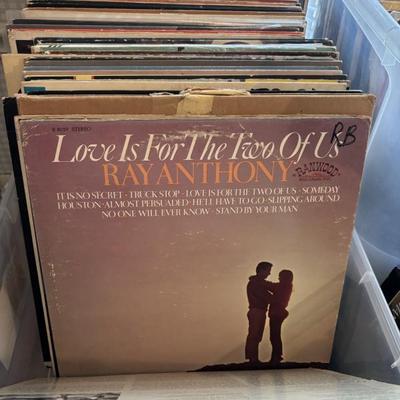 R 8059 STEREO
Love Is For The Two Of Us
RB
RAY ANTHONY
RANWOOD
IT IS NO SECRET · TRUCK STOP · LOVE IS FOR THE TWO OF US · SOMEDAY
HOUSTON · ALMOST PERSUADED · HE'LL HAVE TO GO · SLIPPING AROUND
NO ONE WILL EVER KNOW · STAND BY YOUR MAN